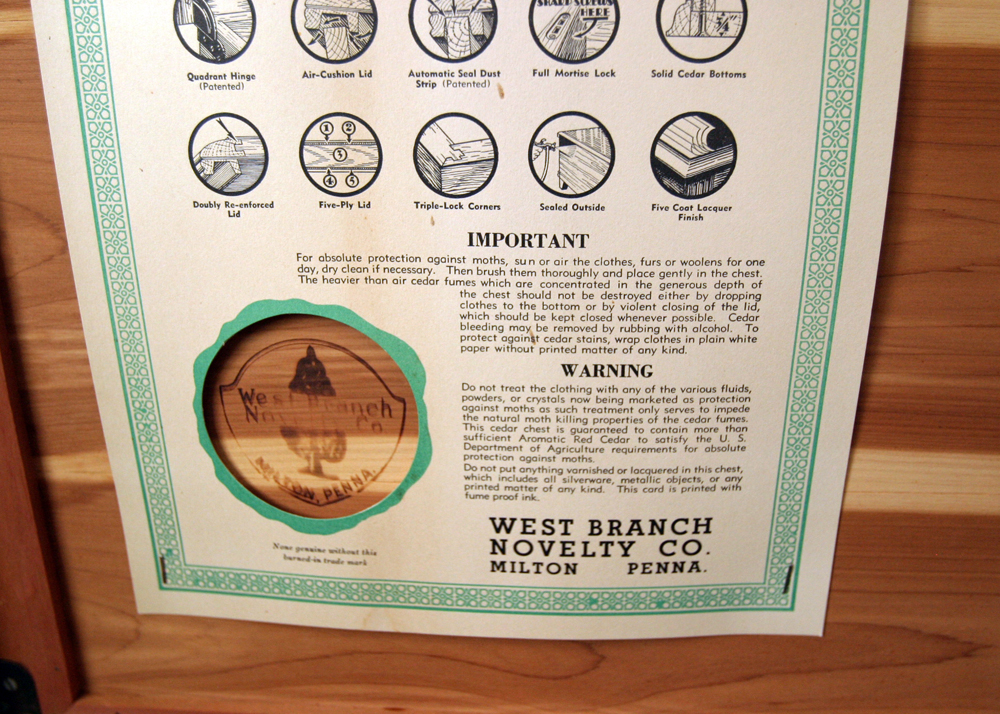 SHARP SCREWS
HERE
3/4"
Quadrant Hinge
(Patented)
Air-Cushion Lid
Automatic Seal Dust
Strip (Patented)
Full Mortise Lock
Solid Cedar Bottoms
1 2
3
4 5
Doubly Re-enforced
Lid
Five-Ply Lid
Triple-Lock Corners
Sealed Outside
Five Coat Lacquer
Finish
IMPORTANT
For absolute protection against moths, sun or air the clothes, furs or woolens for one
day, dry clean if necessary. Then brush them thoroughly and place gently in the chest.
The heavier than air cedar fumes which are concentrated in the generous depth of
the chest should not be destroyed either by dropping
clothes to the bottom or by violent closing of the lid,
which should be kept closed whenever possible. Cedar
bleeding may be removed by rubbing with alcohol. To
protect against cedar stains, wrap clothes in plain white
paper without printed matter of any kind.
WARNING
Do not treat the clothing with any of the various fluids,
powders, or crystals now being marketed as protection
against moths as such treatment only serves to impede
the natural moth killing properties of the cedar fumes.
This cedar chest is guaranteed to contain more than
sufficient Aromatic Red Cedar to satisfy the U. S.
Department of Agriculture requirements for absolute
protection against moths.
Do not put anything varnished or lacquered in this chest,
which includes all silverware, metallic objects, or any
printed matter of any kind. This card is printed with
fume proof ink.
West Branch
Novelty Co
MILTON, PENNA.
None genuine without this
burned-in trade mark
WEST BRANCH
NOVELTY CO.
MILTON PENNA.